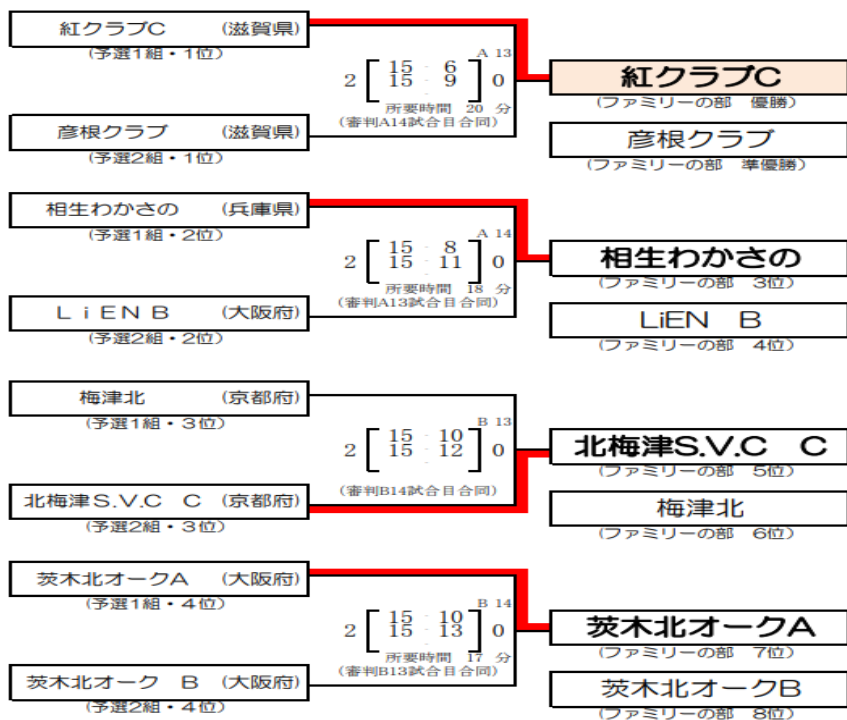 紅クラブC (滋賀県)
(予選1組・1位)
A 13
2 [ 15 - 6 ] 0
15 - 9
所要時間 20 分
(審判A14試合目合同)
彦根クラブ (滋賀県)
(予選2組・1位)
紅クラブC
(ファミリーの部 優勝)
彦根クラブ
(ファミリーの部 準優勝)
相生わかさの (兵庫県)
(予選1組・2位)
A 14
2 [ 15 - 8 ] 0
15 - 11
所要時間 18 分
(審判A13試合目合同)
LiEN B (大阪府)
(予選2組・2位)
相生わかさの
(ファミリーの部 3位)
LiEN B
(ファミリーの部 4位)
梅津北 (京都府)
(予選1組・3位)
B 13
2 [ 15 - 10 ] 0
15 - 12
(審判B14試合目合同)
北梅津S.V.C C (京都府)
(予選2組・3位)
北梅津S.V.C C
(ファミリーの部 5位)
梅津北
(ファミリーの部 6位)
茨木北オークA (大阪府)
(予選1組・4位)
B 14
2 [ 15 - 10 ] 0
15 - 13
所要時間 17 分
(審判B13試合目合同)
茨木北オーク B (大阪府)
(予選2組・4位)
茨木北オークA
(ファミリーの部 7位)
茨木北オークB
(ファミリーの部 8位)